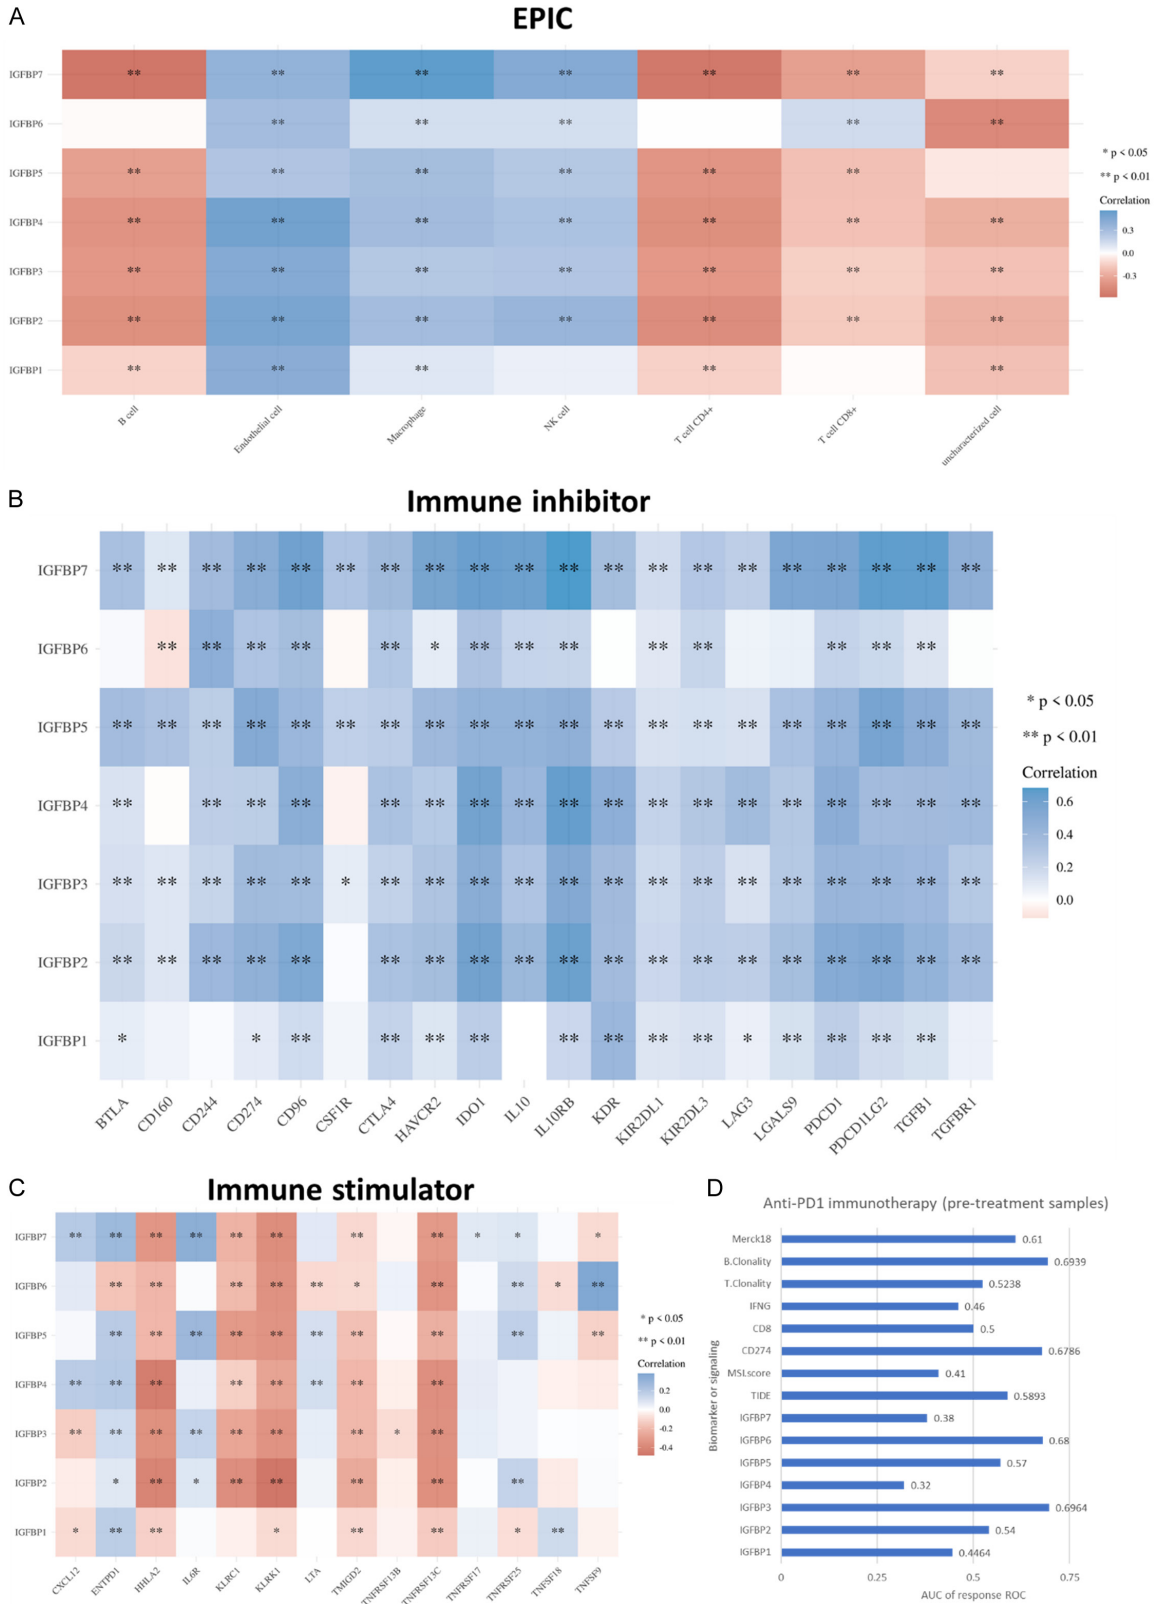 A
EPIC
IGFBP7 ** ** ** ** ** ** **
IGFBP6 ** ** ** ** **
IGFBP5 ** ** ** ** ** **
IGFBP4 ** ** ** ** ** ** **
IGFBP3 ** ** ** ** ** ** **
IGFBP2 ** ** ** ** ** ** **
IGFBP1 ** ** ** ** **
B cell Endothelial cell Macrophage NK cell T cell CD4+ T cell CD8+ uncharacterized cell
* p < 0.05
** p < 0.01
Correlation
0.3
0.0
-0.3
B
Immune inhibitor
IGFBP7 ** ** ** ** ** ** ** ** ** ** ** ** ** ** ** ** ** ** ** **
IGFBP6 ** ** ** ** ** * ** ** ** ** ** ** ** **
IGFBP5 ** ** ** ** ** ** ** ** ** ** ** ** ** ** ** ** ** ** ** **
IGFBP4 ** ** ** ** ** ** ** ** ** ** ** ** ** ** ** ** ** **
IGFBP3 ** ** ** ** ** * ** ** ** ** ** ** ** ** ** ** ** ** ** **
IGFBP2 ** ** ** ** ** ** ** ** ** ** ** ** ** ** ** ** ** ** **
IGFBP1 * * ** ** ** ** ** ** ** ** * ** ** ** **
BTLA CD160 CD244 CD274 CD96 CSF1R CTLA4 HAVCR2 IDO1 IL10 IL10RB KDR KIR2DL1 KIR2DL3 LAG3 LGALS9 PDCD1 PDCD1LG2 TGFB1 TGFBR1
* p < 0.05
** p < 0.01
Correlation
0.6
0.4
0.2
0.0
C
Immune stimulator
IGFBP7 ** ** ** ** ** ** ** ** * * *
IGFBP6 ** ** ** ** ** * ** ** * **
IGFBP5 ** ** ** ** ** ** ** ** ** **
IGFBP4 ** ** ** ** ** ** ** **
IGFBP3 ** ** ** ** ** ** ** * **
IGFBP2 * ** * ** ** ** ** **
IGFBP1 * ** ** * ** ** * **
CXCL12 ENTPD1 HHLA2 IL6R KLRC1 KLRK1 LTA TMIGD2 TNFRSF13B TNFRSF13C TNFRSF17 TNFRSF25 TNFSF18 TNFSF9
* p < 0.05
** p < 0.01
Correlation
0.2
0.0
-0.2
-0.4
D
Anti-PD1 immunotherapy (pre-treatment samples)
Biomarker or signaling
Merck18 0.61
B.Clonality 0.6939
T.Clonality 0.5238
IFNG 0.46
CD8 0.5
CD274 0.6786
MSI.score 0.41
TIDE 0.5893
IGFBP7 0.38
IGFBP6 0.68
IGFBP5 0.57
IGFBP4 0.32
IGFBP3 0.6964
IGFBP2 0.54
IGFBP1 0.4464
0 0.25 0.5 0.75
AUC of response ROC